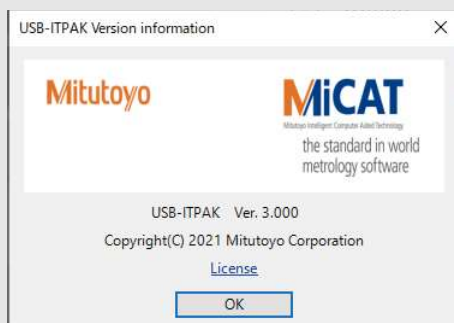 USB-ITPAK Version information
Mitutoyo
MiCAT
Mitutoyo Intelligent Computer Aided Technology
the standard in world
metrology software
USB-ITPAK Ver. 3.000
Copyright(C) 2021 Mitutoyo Corporation
License
OK